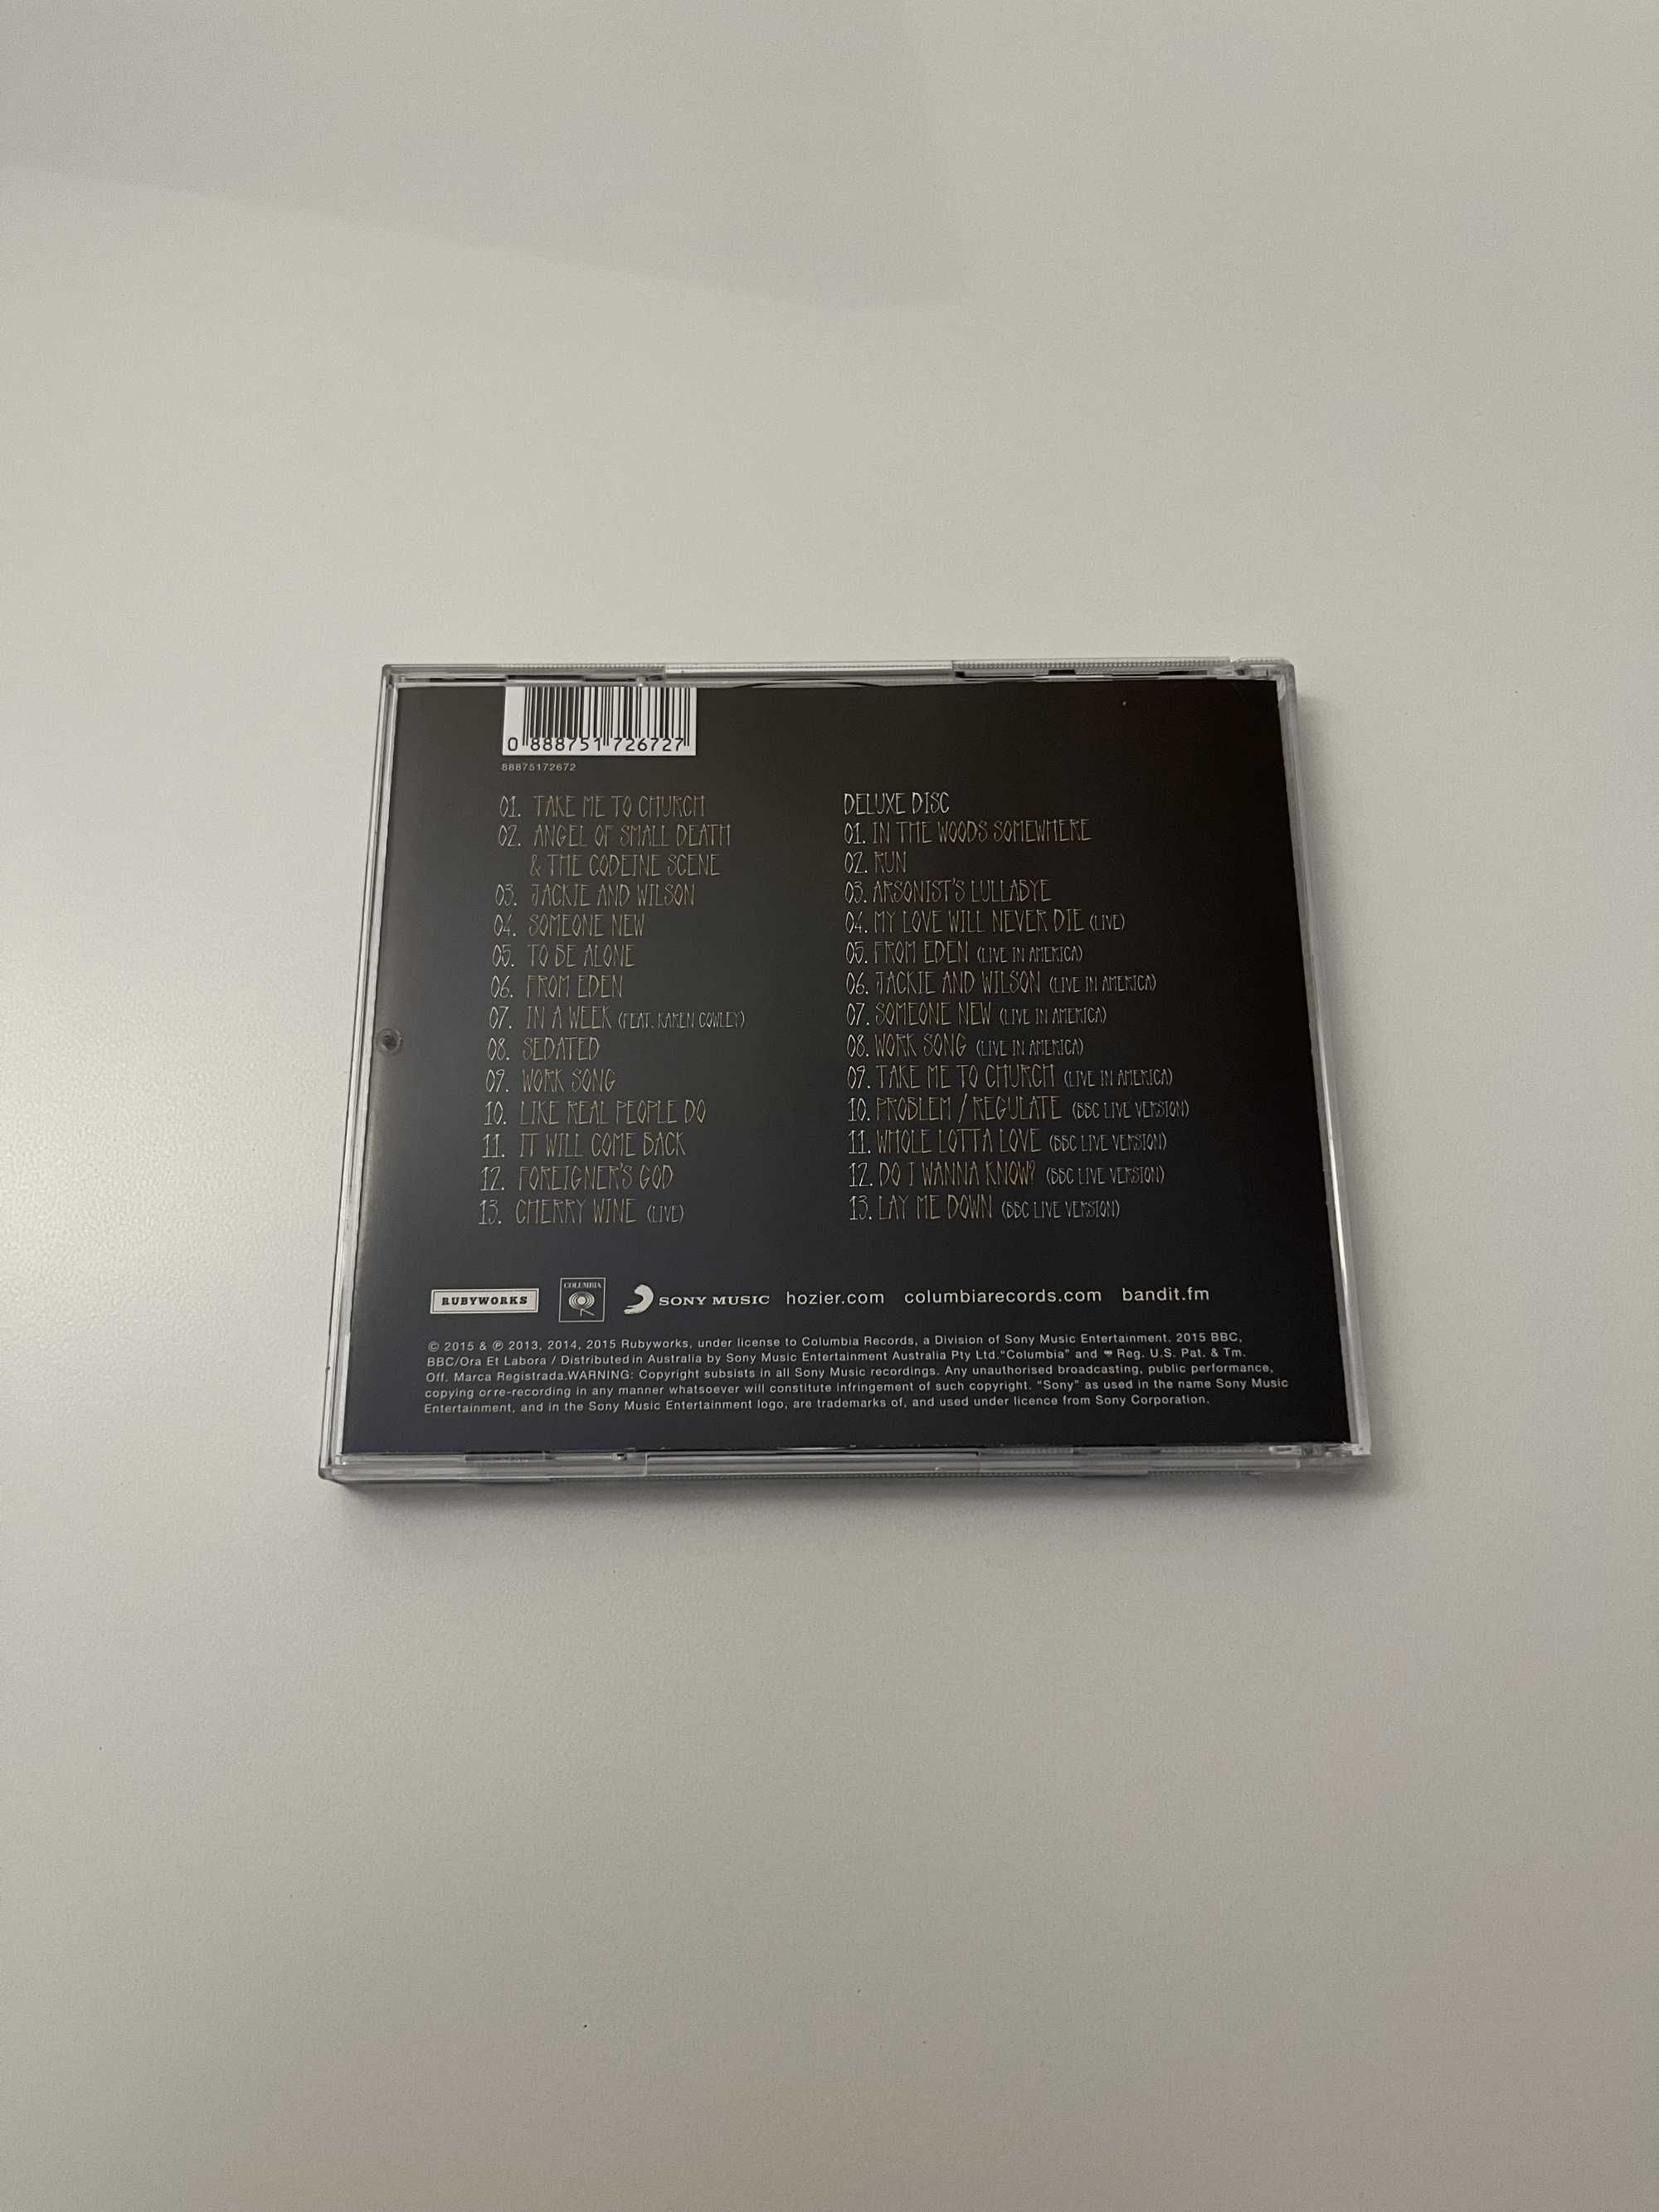 0 888751 726727
88875172672
01. TAKE ME TO CHURCH
02. ANGEL OF SMALL DEATH
& THE CODEINE SCENE
03. JACKIE AND WILSON
04. SOMEONE NEW
05. TO BE ALONE
06. FROM EDEN
07. IN A WEEK (FEAT. KAREN COWLEY)
08. SEDATED
09. WORK SONG
10. LIKE REAL PEOPLE DO
11. IT WILL COME BACK
12. FOREIGNER'S GOD
13. CHERRY WINE (LIVE)
DELUXE DISC
01. IN THE WOODS SOMEWHERE
02. RUN
03. ARSONIST'S LULLABYE
04. MY LOVE WILL NEVER DIE (LIVE)
05. FROM EDEN (LIVE IN AMERICA)
06. JACKIE AND WILSON (LIVE IN AMERICA)
07. SOMEONE NEW (LIVE IN AMERICA)
08. WORK SONG (LIVE IN AMERICA)
09. TAKE ME TO CHURCH (LIVE IN AMERICA)
10. PROBLEM / REGULATE (BBC LIVE VERSION)
11. WHOLE LOTTA LOVE (BBC LIVE VERSION)
12. DO I WANNA KNOW? (BBC LIVE VERSION)
13. LAY ME DOWN (BBC LIVE VERSION)
RUBYWORKS COLUMBIA SONY MUSIC hozier.com columbiarecords.com bandit.fm
© 2015 & ℗ 2013, 2014, 2015 Rubyworks, under license to Columbia Records, a Division of Sony Music Entertainment. 2015 BBC,
BBC/Ora Et Labora / Distributed in Australia by Sony Music Entertainment Australia Pty Ltd. "Columbia" and Reg. U.S. Pat. & Tm.
Off. Marca Registrada.WARNING: Copyright subsists in all Sony Music recordings. Any unauthorised broadcasting, public performance,
copying or re-recording in any manner whatsoever will constitute infringement of such copyright. "Sony" as used in the name Sony Music
Entertainment, and in the Sony Music Entertainment logo, are trademarks of, and used under licence from Sony Corporation.